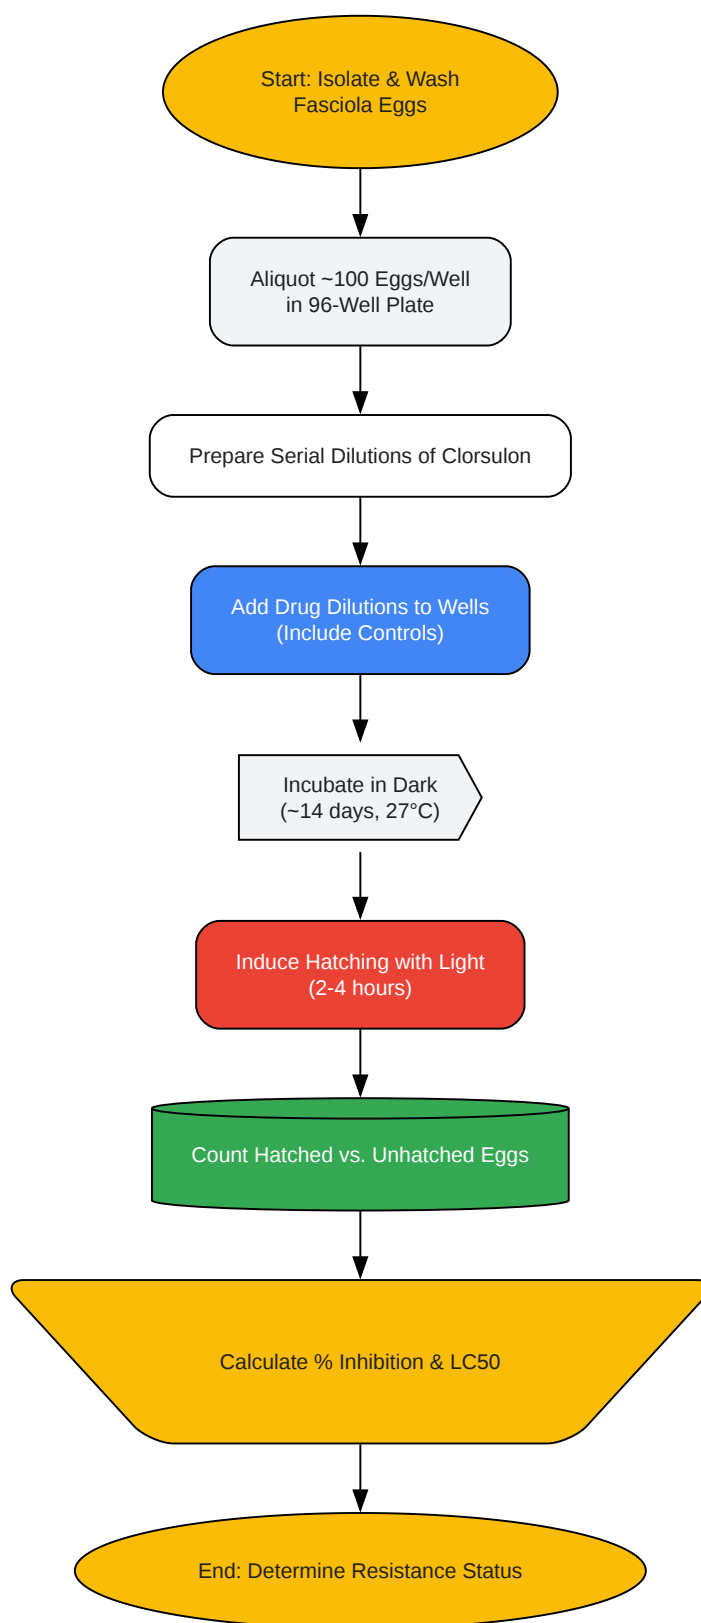 Start: Isolate & Wash
Fasciola Eggs
Aliquot ~100 Eggs/Well
in 96-Well Plate
Prepare Serial Dilutions of Clorsulon
Add Drug Dilutions to Wells
(Include Controls)
Incubate in Dark
(~14 days, 27°C)
Induce Hatching with Light
(2-4 hours)
Count Hatched vs. Unhatched Eggs
Calculate % Inhibition & LC50
End: Determine Resistance Status